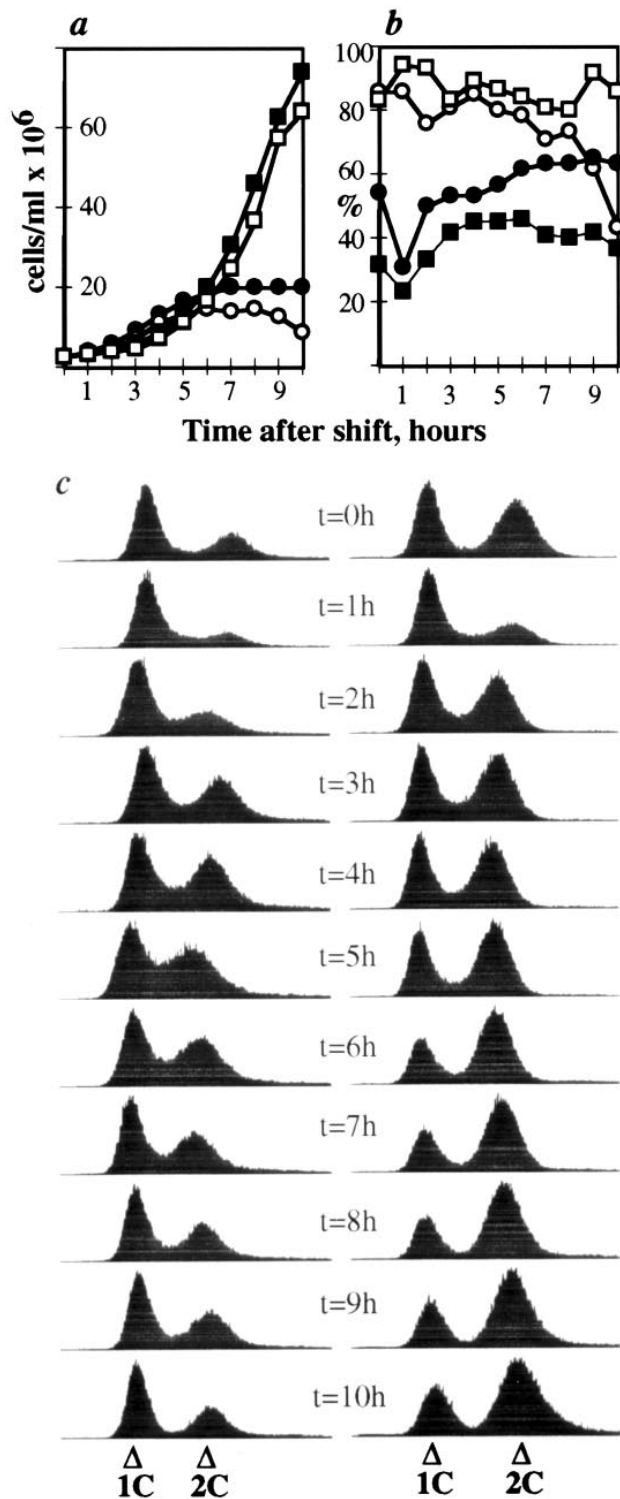 a
b
cells/ml x 10⁶
60
40
20
1 3 5 7 9
100
80
60
%
40
20
1 3 5 7 9
Time after shift, hours
c
t=0h
t=1h
t=2h
t=3h
t=4h
t=5h
t=6h
t=7h
t=8h
t=9h
t=10h
Δ Δ Δ Δ
1C 2C 1C 2C